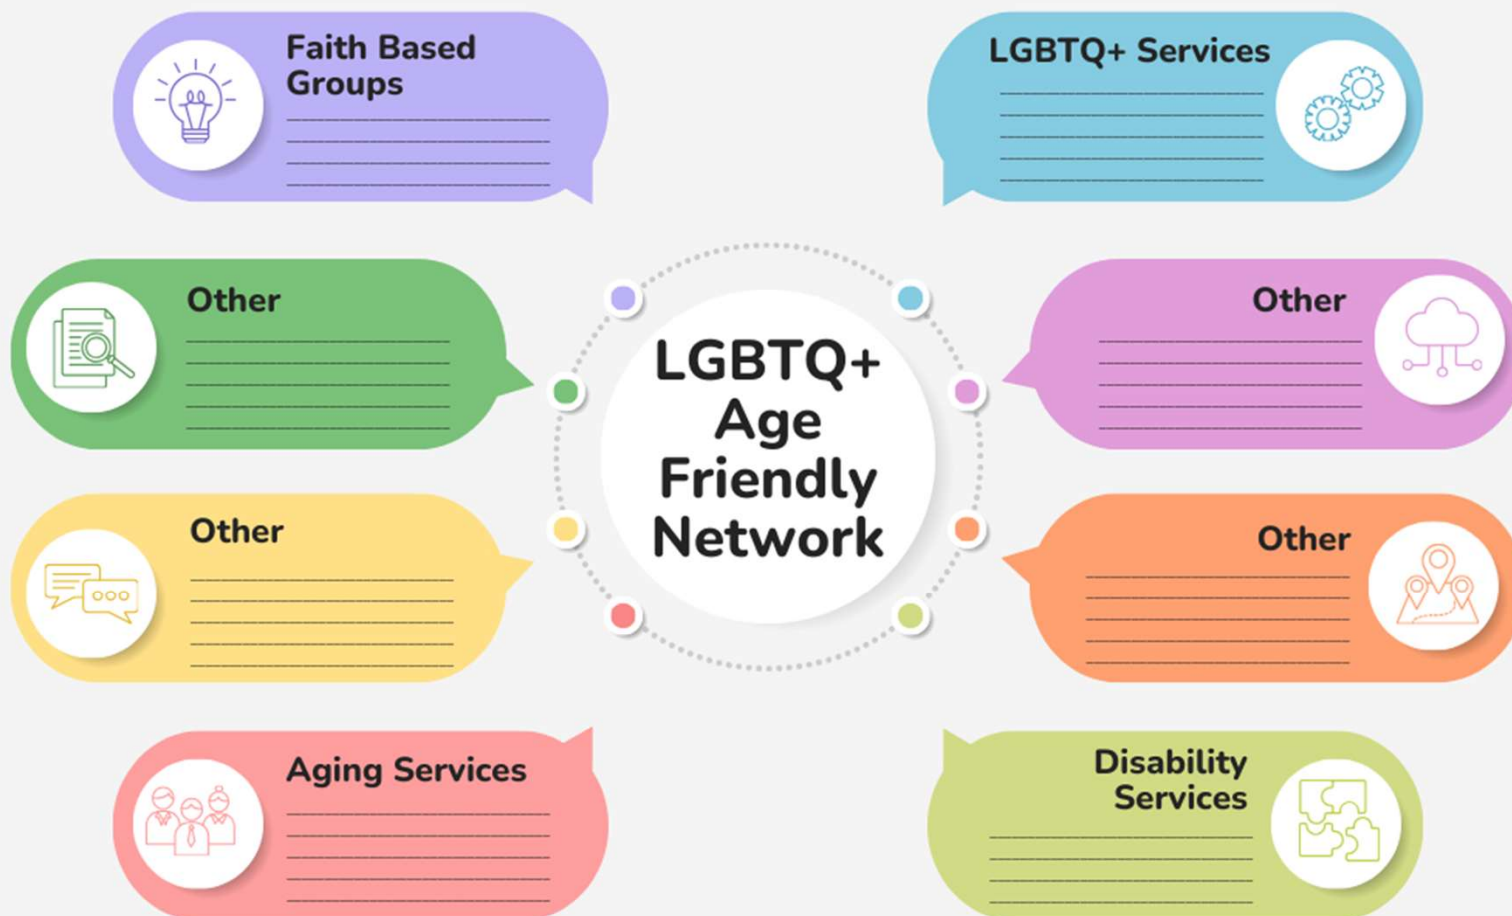 Faith Based
Groups
LGBTQ+ Services
Other
Other
LGBTQ+
Age
Friendly
Network
Other
Other
Aging Services
Disability
Services